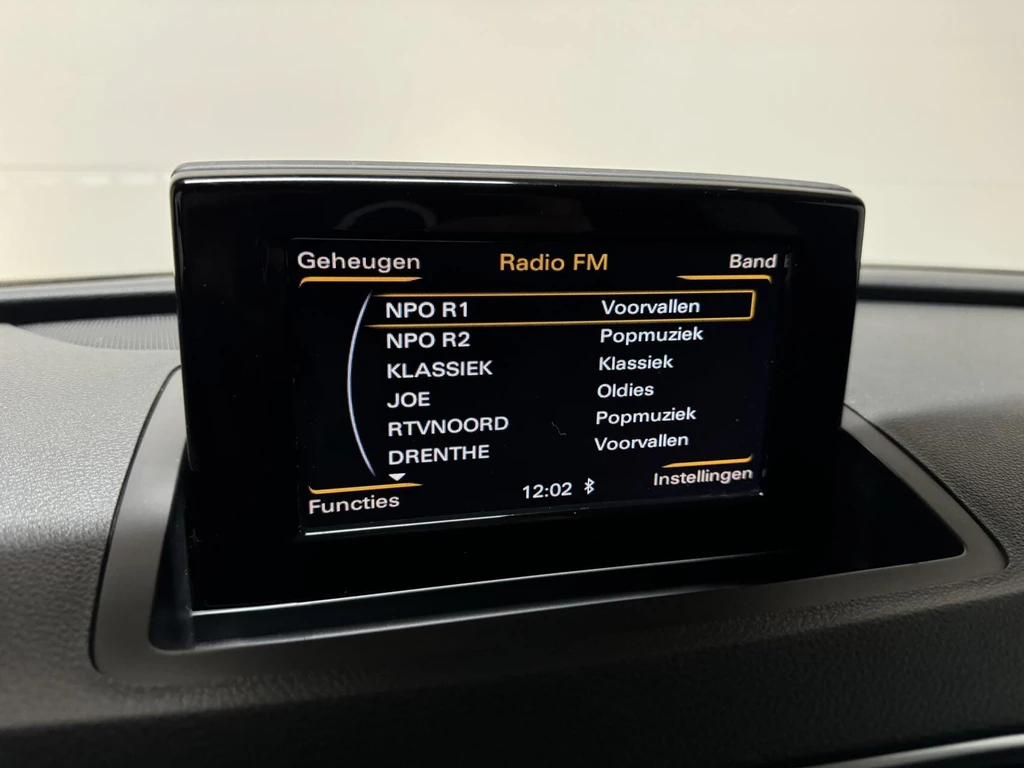 Geheugen Radio FM Band
NPO R1 Voorvallen
NPO R2 Popmuziek
KLASSIEK Klassiek
JOE Oldies
RTVNOORD Popmuziek
DRENTHE Voorvallen
Functies 12:02 Instellingen